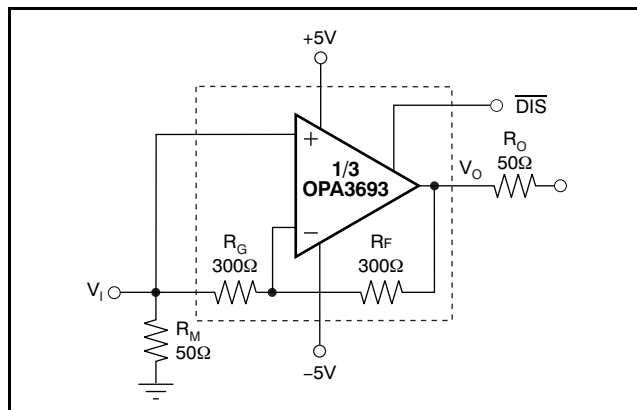 +5V
DIS
+
1/3
OPA3693
VO
RO
50Ω
−
RG
300Ω
RF
300Ω
VI
RM
50Ω
−5V